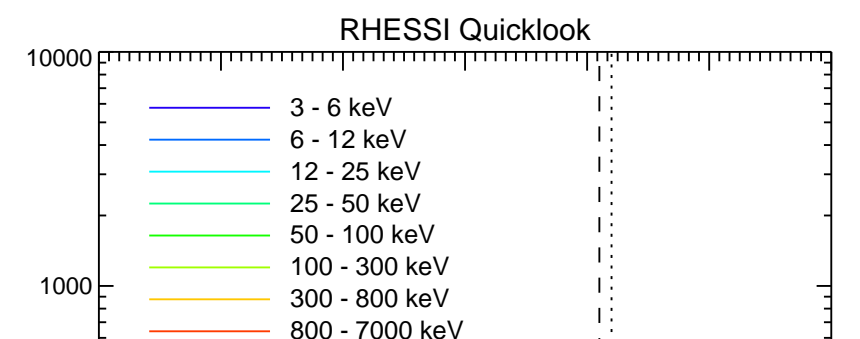 RHESSI Quicklook
10000
3 - 6 keV
6 - 12 keV
12 - 25 keV
25 - 50 keV
50 - 100 keV
100 - 300 keV
1000
300 - 800 keV
800 - 7000 keV